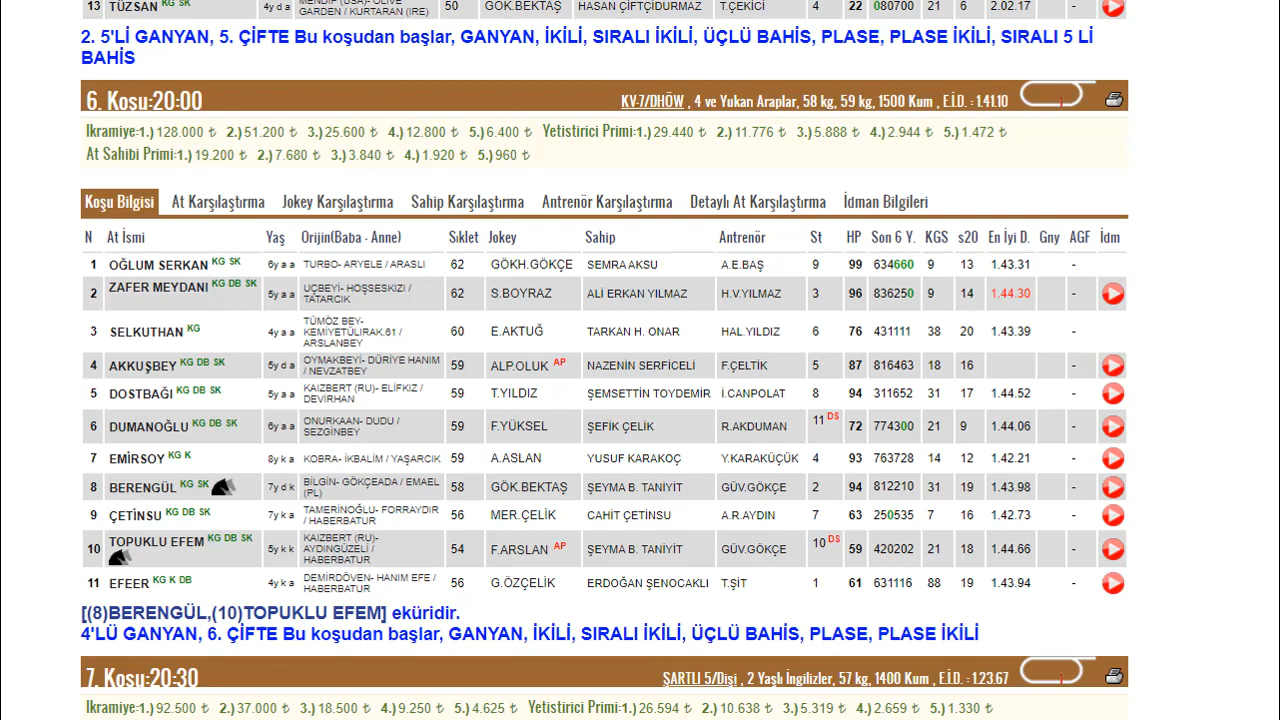 13 TÜZSAN KG SK 4y d a MENDIP (USA)- OLIVE GARDEN / KURTARAN (IRE) 50 GÖK.BEKTAŞ HASAN ÇİFTÇİDURMAZ T.ÇEKİCİ 4 22 080700 21 6 2.02.17 -
2. 5'Lİ GANYAN, 5. ÇİFTE Bu koşudan başlar, GANYAN, İKİLİ, SIRALI İKİLİ, ÜÇLÜ BAHİS, PLASE, PLASE İKİLİ, SIRALI 5 Lİ
BAHİS
6. Koşu:20:00 KV-7/DHÖW , 4 ve Yukarı Araplar, 58 kg, 59 kg, 1500 Kum , E.İ.D. : 1.41.10
İkramiye:1.) 128.000 ₺ 2.) 51.200 ₺ 3.) 25.600 ₺ 4.) 12.800 ₺ 5.) 6.400 ₺ Yetistirici Primi:1.) 29.440 ₺ 2.) 11.776 ₺ 3.) 5.888 ₺ 4.) 2.944 ₺ 5.) 1.472 ₺
At Sahibi Primi:1.) 19.200 ₺ 2.) 7.680 ₺ 3.) 3.840 ₺ 4.) 1.920 ₺ 5.) 960 ₺
Koşu Bilgisi At Karşılaştırma Jokey Karşılaştırma Sahip Karşılaştırma Antrenör Karşılaştırma Detaylı At Karşılaştırma İdman Bilgileri
N At İsmi Yaş Orijin(Baba - Anne) Sıklet Jokey Sahip Antrenör St HP Son 6 Y. KGS s20 En İyi D. Gny AGF İdm
1 OĞLUM SERKAN KG SK 6y a a TURBO- ARYELE / ARASLI 62 GÖKH.GÖKÇE SEMRA AKSU A.E.BAŞ 9 99 634660 9 13 1.43.31 -
2 ZAFER MEYDANI KG DB SK 5y a a UÇBEYİ- HOŞSESKIZI / TATARCIK 62 S.BOYRAZ ALİ ERKAN YILMAZ H.V.YILMAZ 3 96 836250 9 14 1.44.30 -
3 SELKUTHAN KG 4y a a TÜMÖZ BEY- KEMİYETÜLIRAK.61 / ARSLANBEY 60 E.AKTUĞ TARKAN H. ONAR HAL.YILDIZ 6 76 431111 38 20 1.43.39 -
4 AKKUŞBEY KG DB SK 5y d a OYMAKBEYİ- DÜRİYE HANIM / NEVZATBEY 59 ALP.OLUK AP NAZENİN SERFİCELİ F.ÇELTİK 5 87 816463 18 16 -
5 DOSTBAĞI KG DB SK 5y a a KAIZBERT (RU)- ELİFKIZ / DEVİRHAN 59 T.YILDIZ ŞEMSETTİN TOYDEMİR İ.CANPOLAT 8 94 311652 31 17 1.44.52 -
6 DUMANOĞLU KG DB SK 6y a a ONURKAAN- DUDU / SEZGİNBEY 59 F.YÜKSEL ŞEFİK ÇELİK R.AKDUMAN 11 DS 72 774300 21 9 1.44.06 -
7 EMİRSOY KG K 8y k a KOBRA- İKBALİM / YAŞARCIK 59 A.ASLAN YUSUF KARAKOÇ Y.KARAKÜÇÜK 4 93 763728 14 12 1.42.21 -
8 BERENGÜL KG SK 7y d k BİLGİN- GÖKÇEADA / EMAEL (PL) 58 GÖK.BEKTAŞ ŞEYMA B. TANİYİT GÜV.GÖKÇE 2 94 812210 31 19 1.43.98 -
9 ÇETİNSU KG DB SK 7y k a TAMERİNOĞLU- FORRAYDIR / HABERBATUR 56 MER.ÇELİK CAHİT ÇETİNSU A.R.AYDIN 7 63 250535 7 16 1.42.73 -
10 TOPUKLU EFEM KG DB SK 5y k k KAIZBERT (RU)- AYDINGÜZELİ / HABERBATUR 54 F.ARSLAN AP ŞEYMA B. TANİYİT GÜV.GÖKÇE 10 DS 59 420202 21 18 1.44.66 -
11 EFEER KG K DB 4y k a DEMİRDÖVEN- HANIM EFE / HABERBATUR 56 G.ÖZÇELİK ERDOĞAN ŞENOCAKLI T.ŞİT 1 61 631116 88 19 1.43.94 -
[(8)BERENGÜL,(10)TOPUKLU EFEM] eküridir.
4'LÜ GANYAN, 6. ÇİFTE Bu koşudan başlar, GANYAN, İKİLİ, SIRALI İKİLİ, ÜÇLÜ BAHİS, PLASE, PLASE İKİLİ
7. Koşu:20:30 ŞARTLI 5/Dişi , 2 Yaşlı İngilizler, 57 kg, 1400 Kum , E.İ.D. : 1.23.67
İkramiye:1.) 92.500 ₺ 2.) 37.000 ₺ 3.) 18.500 ₺ 4.) 9.250 ₺ 5.) 4.625 ₺ Yetistirici Primi:1.) 26.594 ₺ 2.) 10.638 ₺ 3.) 5.319 ₺ 4.) 2.659 ₺ 5.) 1.330 ₺